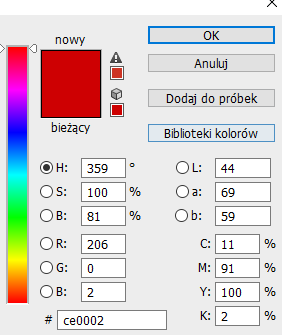 nowy
OK
Anuluj
Dodaj do próbek
bieżący
Biblioteki kolorów
H: 359 ° L: 44
S: 100 % a: 69
B: 81 % b: 59
R: 206 C: 11 %
G: 0 M: 91 %
B: 2 Y: 100 %
# ce0002 K: 2 %